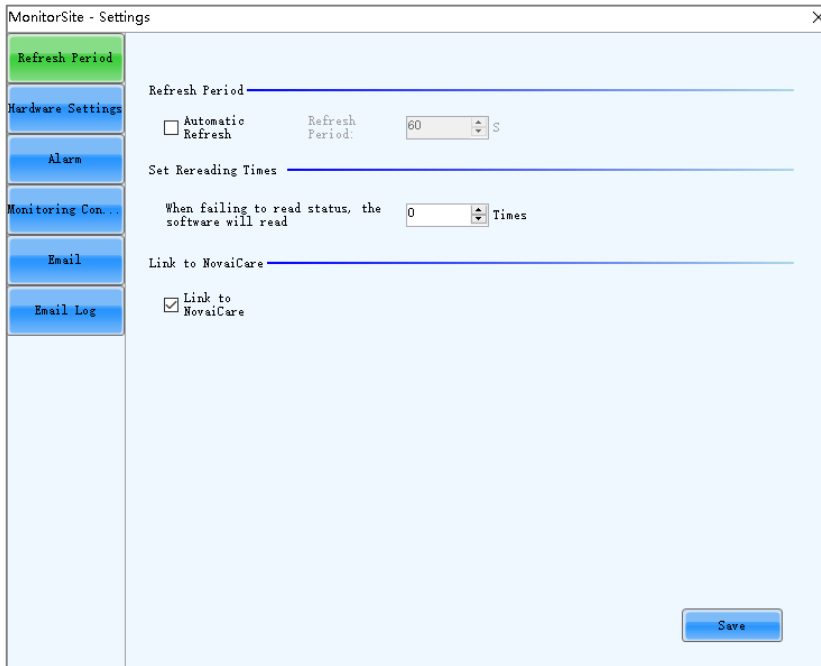 MonitorSite - Settings
Refresh Period
Hardware Settings
Alarm
Monitoring Con...
Email
Email Log
Refresh Period
Automatic
Refresh
Refresh
Period:
60
S
Set Rereading Times
When failing to read status, the
software will read
0
Times
Link to NovaiCare
Link to
NovaiCare
Save